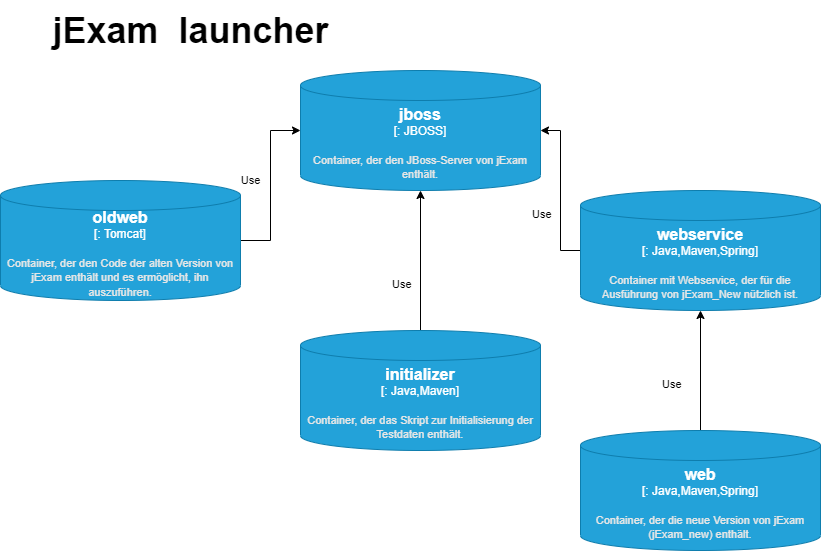 jExam launcher
jboss
[: JBOSS]
Container, der den JBoss-Server von jExam
enthält.
Use
oldweb
[: Tomcat]
Container, der den Code der alten Version von
jExam enthält und es ermöglicht, ihn
auszuführen.
Use
webservice
[: Java,Maven,Spring]
Container mit Webservice, der für die
Ausführung von jExam_New nützlich ist.
Use
initializer
[: Java,Maven]
Container, der das Skript zur Initialisierung der
Testdaten enthält.
Use
web
[: Java,Maven,Spring]
Container, der die neue Version von jExam
(jExam_new) enthält.